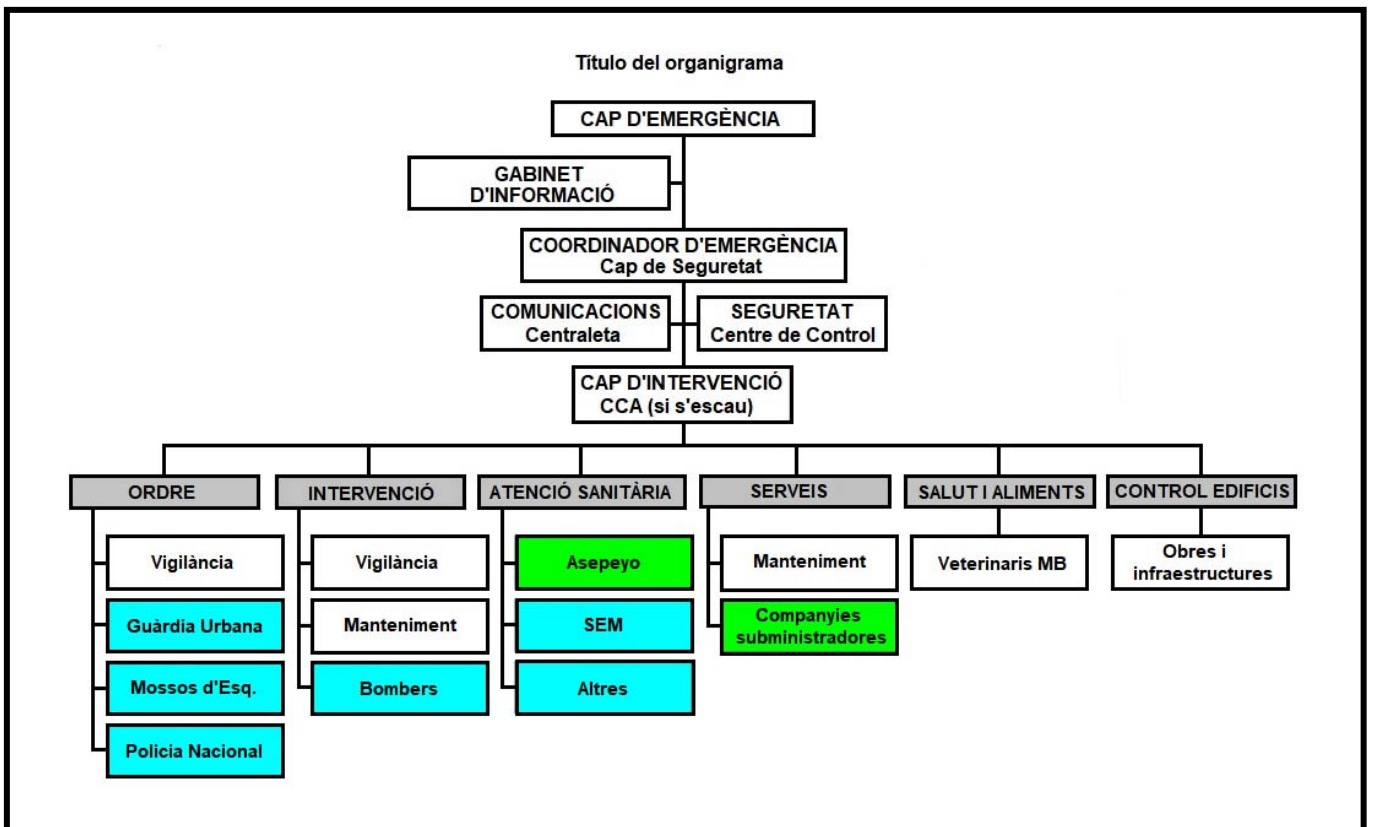 Título del organigrama
CAP D'EMERGÈNCIA
GABINET
D'INFORMACIÓ
COORDINADOR D'EMERGÈNCIA
Cap de Seguretat
COMUNICACIONS
Centraleta
SEGURETAT
Centre de Control
CAP D'INTERVENCIÓ
CCA (si s'escau)
ORDRE
Vigilància
Guàrdia Urbana
Mossos d'Esq.
Policia Nacional
INTERVENCIÓ
Vigilància
Manteniment
Bombers
ATENCIÓ SANITÀRIA
Asepeyo
SEM
Altres
SERVEIS
Manteniment
Companyies
subministradores
SALUT I ALIMENTS
Veterinaris MB
CONTROL EDIFICIS
Obres i
infraestructures